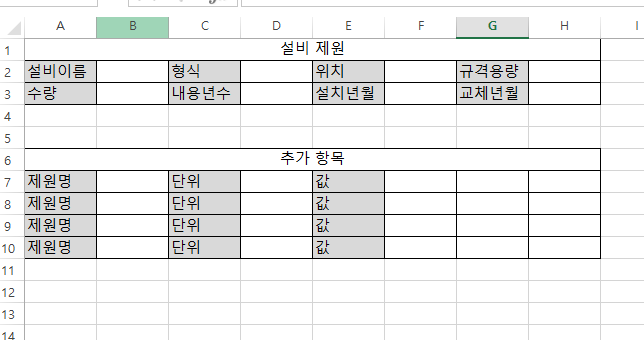 A B C D E F G H I
1 설비 제원
2 설비이름 형식 위치 규격용량
3 수량 내용년수 설치년월 교체년월
4
5
6 추가 항목
7 제원명 단위 값
8 제원명 단위 값
9 제원명 단위 값
10 제원명 단위 값
11
12
13
14